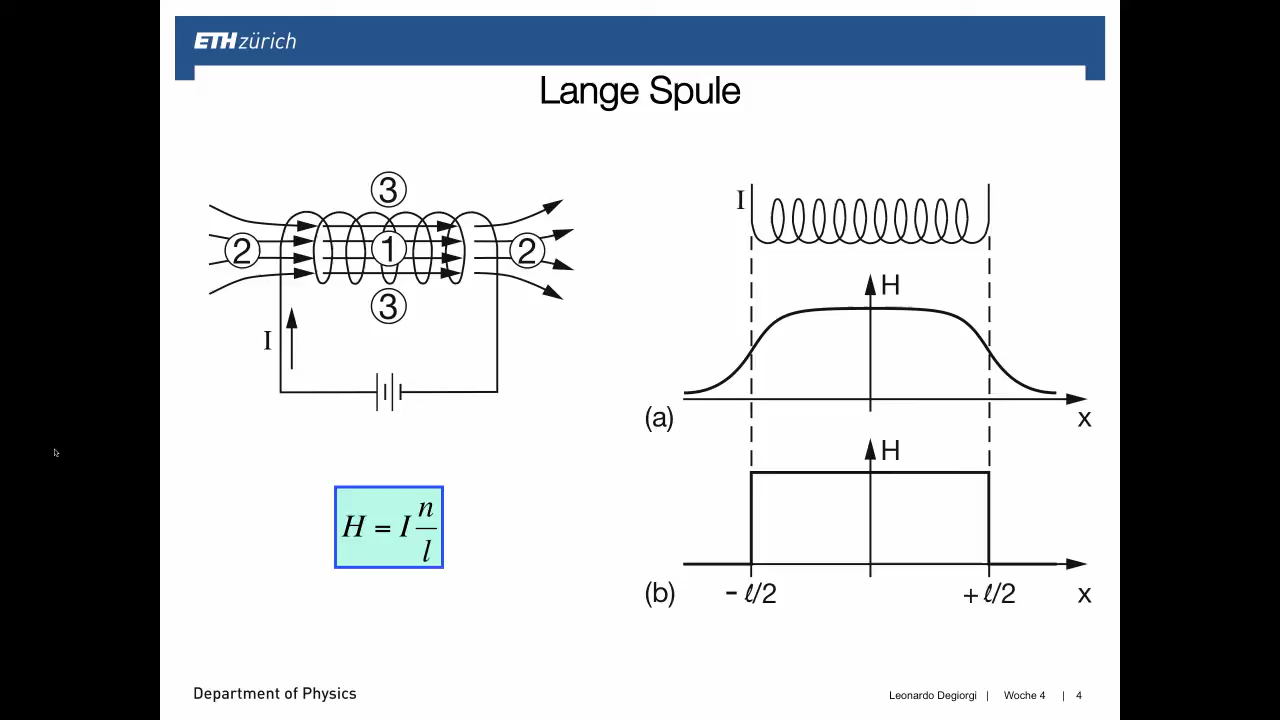 ETH zürich
Lange Spule
3
2
1
2
3
I
H = I n/l
I
H
(a)
x
H
(b)
- ℓ/2
+ ℓ/2
x
Department of Physics
Leonardo Degiorgi | Woche 4 | 4